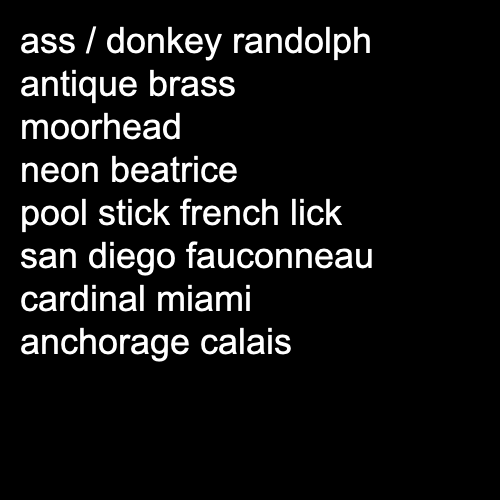 ass / donkey randolph
antique brass
moorhead
neon beatrice
pool stick french lick
san diego fauconneau
cardinal miami
anchorage calais